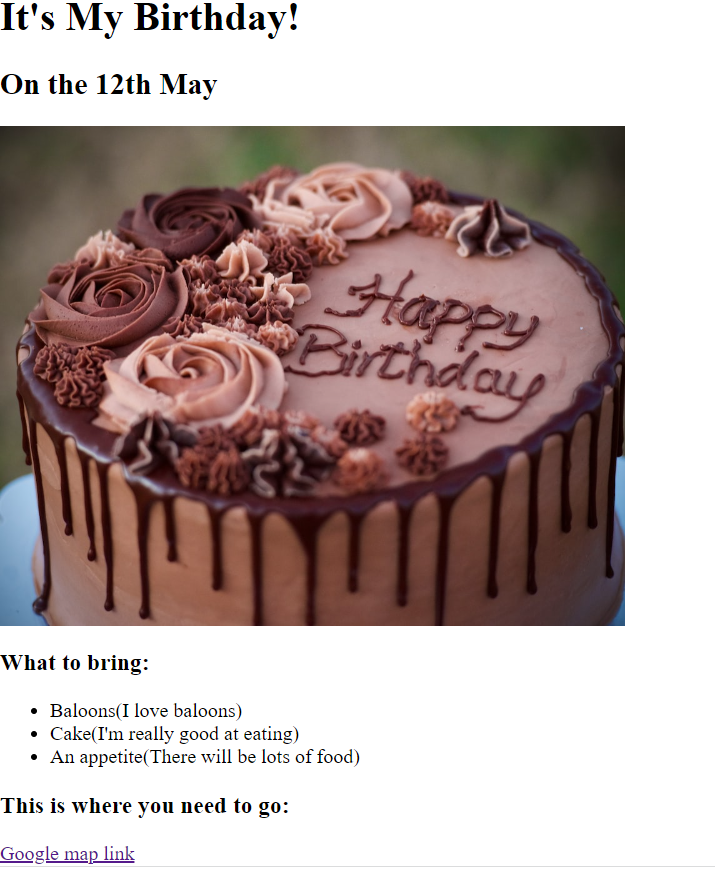 It's My Birthday!
On the 12th May
Happy
Birthday
What to bring:
Baloons(I love baloons)
Cake(I'm really good at eating)
An appetite(There will be lots of food)
This is where you need to go:
Google map link